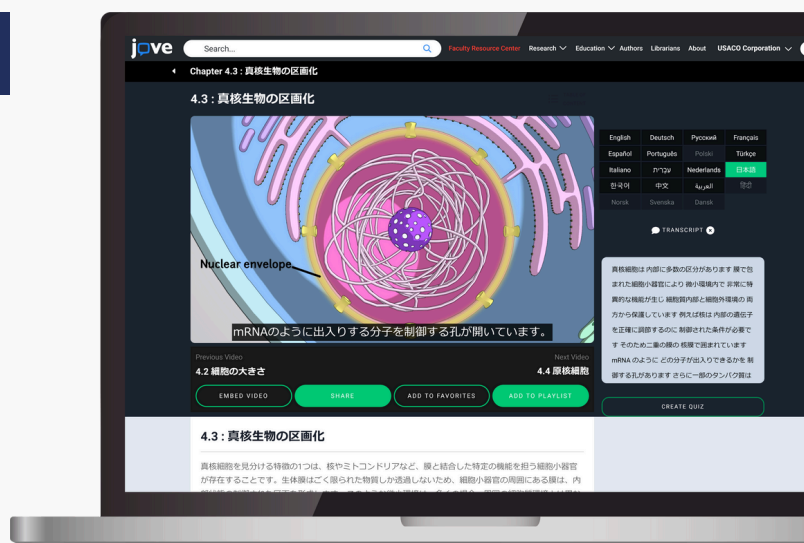 jove
Search...
Faculty Resource Center
Research
Education
Authors
Librarians
About
USACO Corporation
Chapter 4.3 : 真核生物の区画化
4.3 : 真核生物の区画化
Nuclear envelope
mRNAのように出入りする分子を制御する孔が開いています。
English Deutsch Русский Français
Español Português Polski Türkçe
Italiano עִבְרִית Nederlands 日本語
한국어 中文 العربية हिंदी
Norsk Svenska Dansk
TRANSCRIPT
真核細胞は 内部に多数の区分があります 膜で包
まれた細胞小器官により 微小環境内で 非常に特
異的な機能が生じ 細胞質内部と細胞外環境の 両
方から保護しています 例えば核は 内部の遺伝子
を正確に調節するのに 制御された条件が必要で
す そのため二重の膜の 核膜で囲まれています
mRNA のように どの分子が出入りできるかを 制
御する孔があります さらに一部のタンパク質は
CREATE QUIZ
Previous Video
Next Video
4.2 細胞の大きさ
4.4 原核細胞
EMBED VIDEO
SHARE
ADD TO FAVORITES
ADD TO PLAYLIST
4.3 : 真核生物の区画化
真核細胞を見分ける特徴の1つは、核やミトコンドリアなど、膜と結合した特定の機能を担う細胞小器官
が存在することです。生体膜はごく限られた物質しか透過しないため、細胞小器官の周囲にある膜は、内